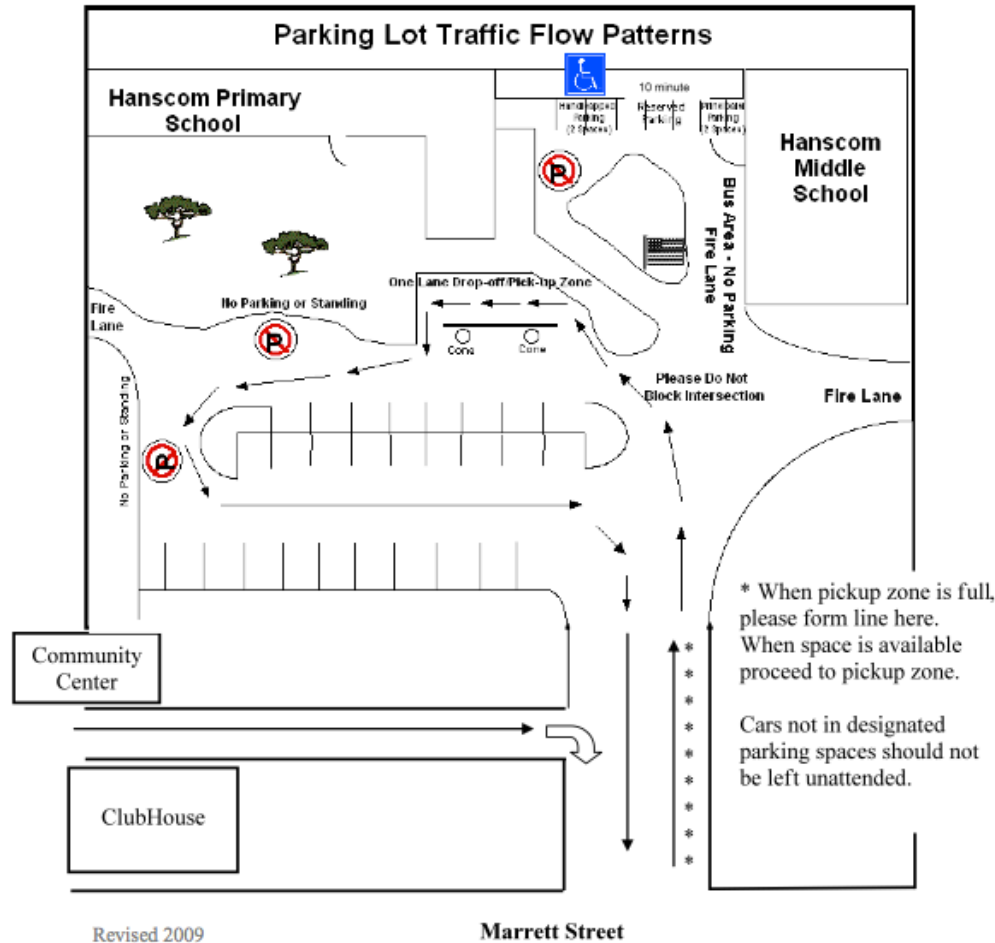 Parking Lot Traffic Flow Patterns
Hanscom Primary
School
10 minute
Handicapped
Parking
(2 Spaces)
Reserved
Parking
Principals
Parking
(2 Spaces)
Hanscom
Middle
School
P
Bus Area - No Parking
Fire Lane
One Lane Drop-off/Pick-up Zone
No Parking or Standing
P
Fire
Lane
Cone
Cone
Please Do Not
Block Intersection
Fire Lane
No Parking or Standing
P
* When pickup zone is full,
please form line here.
When space is available
proceed to pickup zone.
Cars not in designated
parking spaces should not
be left unattended.
*
*
*
*
*
*
*
*
*
Community
Center
ClubHouse
Revised 2009
Marrett Street